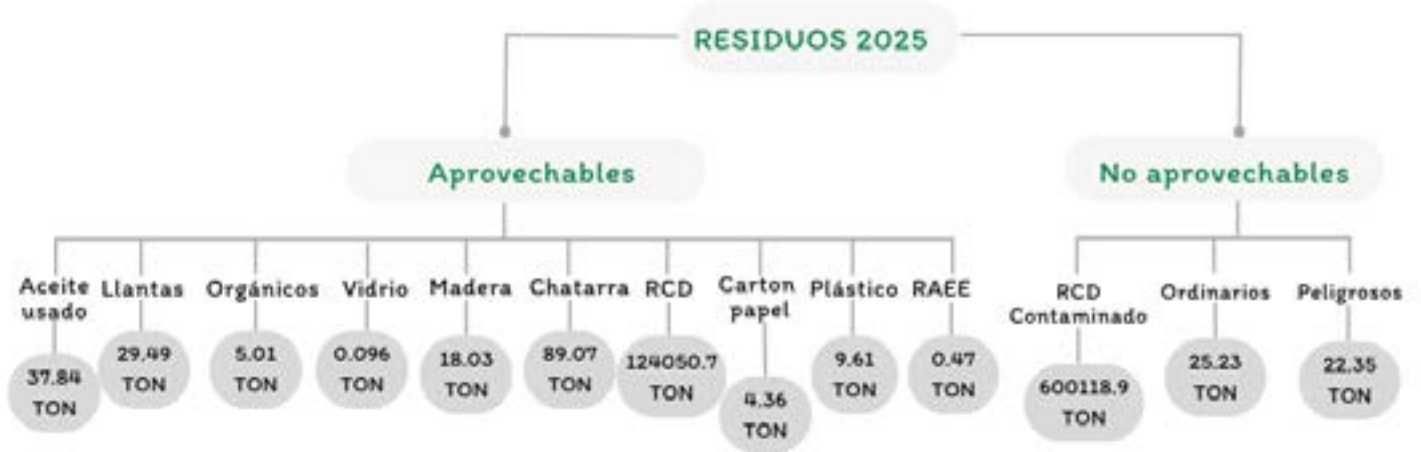 RESIDUOS 2025
Aprovechables
No aprovechables
Aceite
usado
37.84
TON
Llantas
29.49
TON
Orgánicos
5.01
TON
Vidrio
0.096
TON
Madera
18.03
TON
Chatarra
89.07
TON
RCD
124050.7
TON
Carton
papel
4.36
TON
Plástico
9.61
TON
RAEE
0.47
TON
RCD
Contaminado
600118.9
TON
Ordinarios
25.23
TON
Peligrosos
22.35
TON